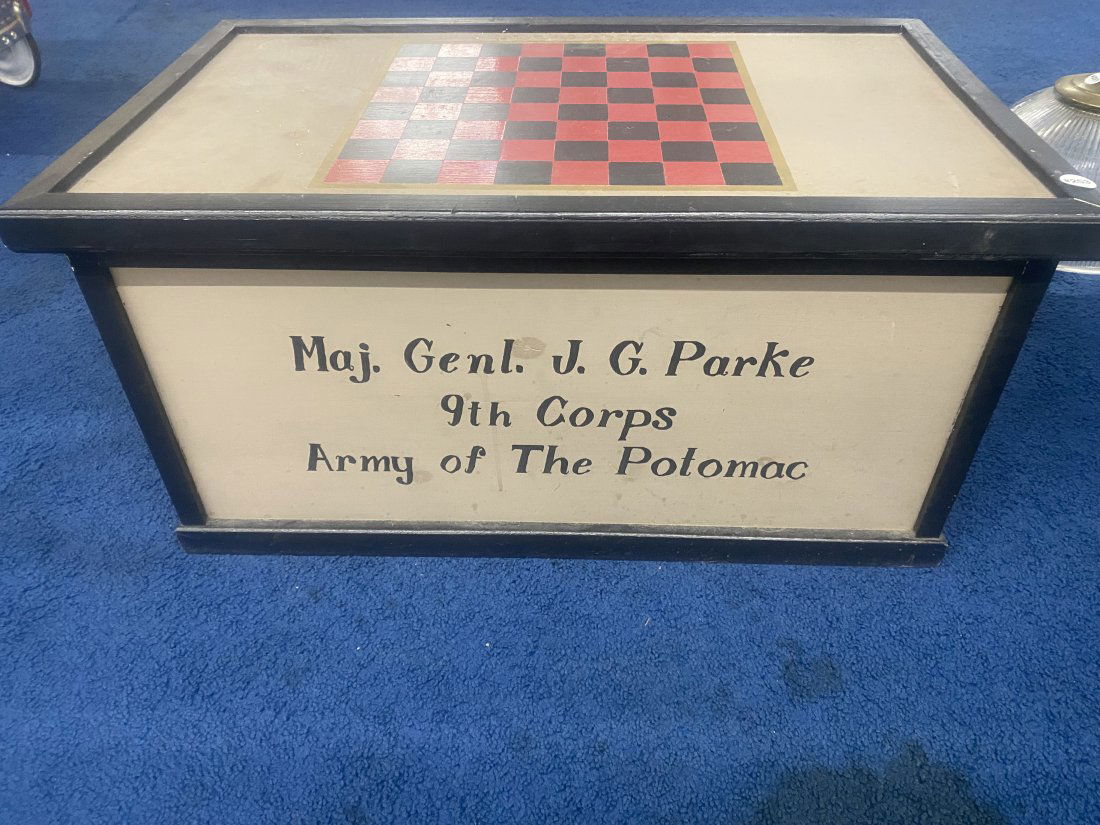 Maj. Genl. J. G. Parke
9th Corps
Army of The Potomac